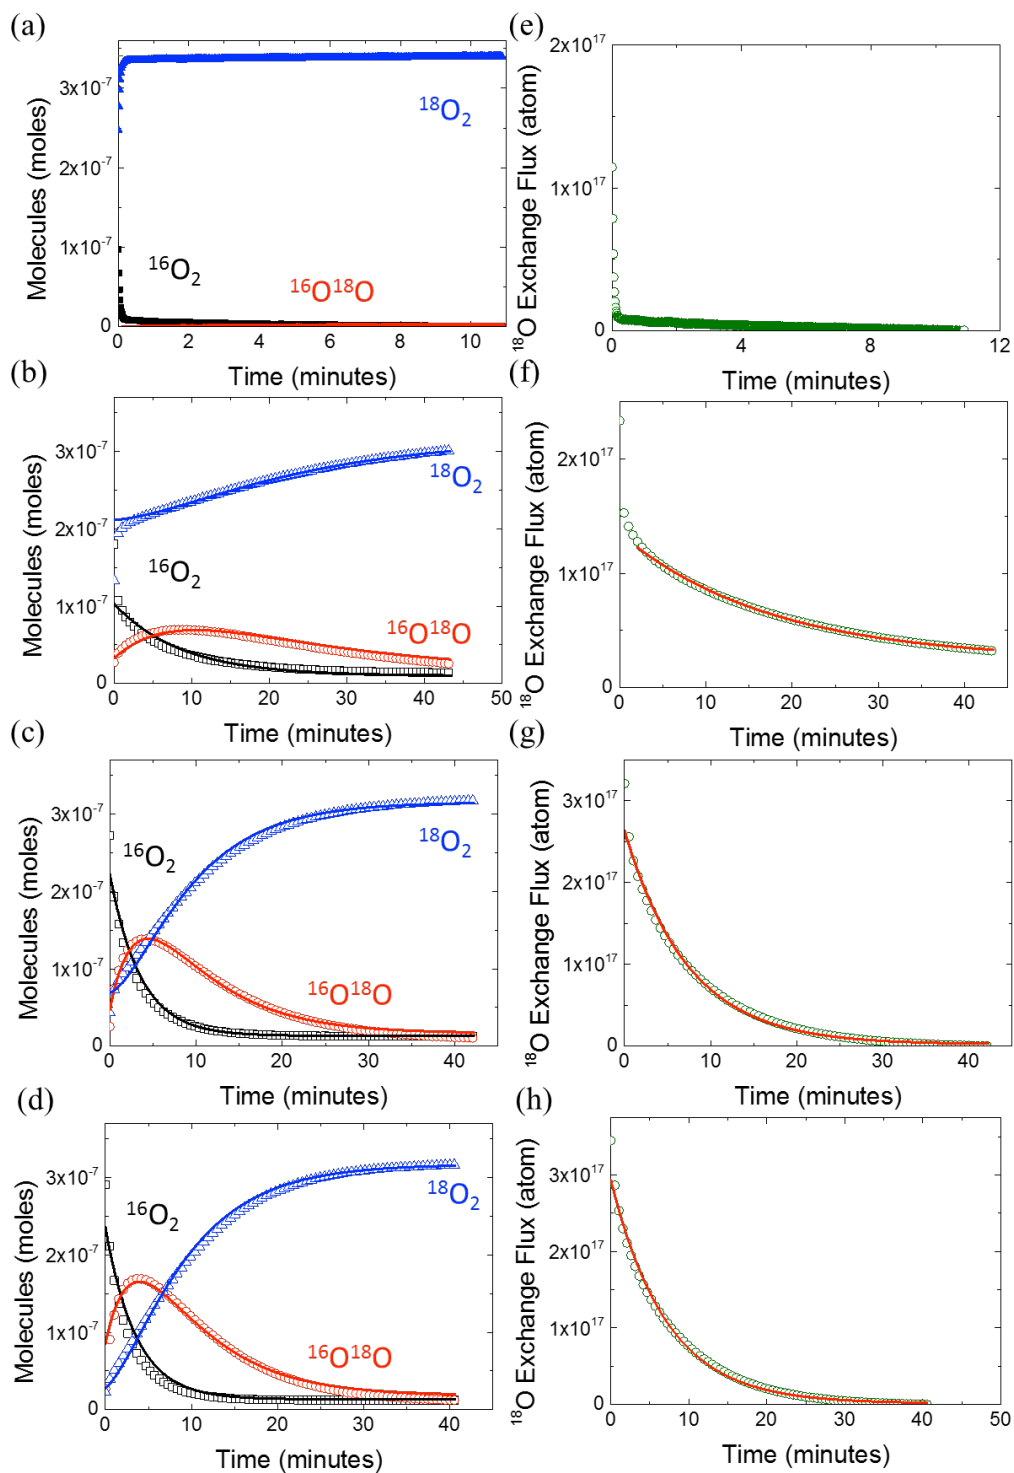 (a)
Molecules (moles)
3x10⁻⁷
2x10⁻⁷
1x10⁻⁷
0
¹⁸O₂
¹⁶O₂
¹⁶O¹⁸O
0 2 4 6 8 10
Time (minutes)
(e)
¹⁸O Exchange Flux (atom)
2x10¹⁷
1x10¹⁷
0
0 4 8 12
Time (minutes)
(b)
Molecules (moles)
3x10⁻⁷
2x10⁻⁷
1x10⁻⁷
0
¹⁸O₂
¹⁶O₂
¹⁶O¹⁸O
0 10 20 30 40 50
Time (minutes)
(f)
¹⁸O Exchange Flux (atom)
2x10¹⁷
1x10¹⁷
0
0 10 20 30 40
Time (minutes)
(c)
Molecules (moles)
3x10⁻⁷
2x10⁻⁷
1x10⁻⁷
0
¹⁶O₂
¹⁸O₂
¹⁶O¹⁸O
0 10 20 30 40
Time (minutes)
(g)
¹⁸O Exchange Flux (atom)
3x10¹⁷
2x10¹⁷
1x10¹⁷
0
0 10 20 30 40
Time (minutes)
(d)
Molecules (moles)
3x10⁻⁷
2x10⁻⁷
1x10⁻⁷
0
¹⁶O₂
¹⁸O₂
¹⁶O¹⁸O
0 10 20 30 40
Time (minutes)
(h)
¹⁸O Exchange Flux (atom)
3x10¹⁷
2x10¹⁷
1x10¹⁷
0
0 10 20 30 40 50
Time (minutes)